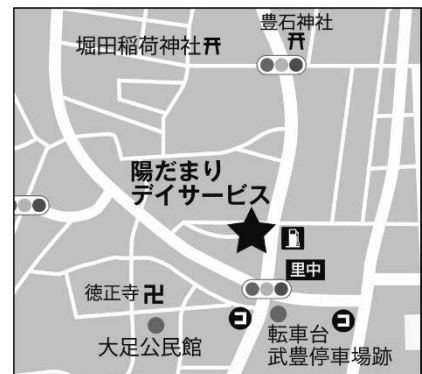 豊石神社
堀田稲荷神社
陽だまり
デイサービス
里中
徳正寺卍
大足公民館
転車台
武豊停車場跡